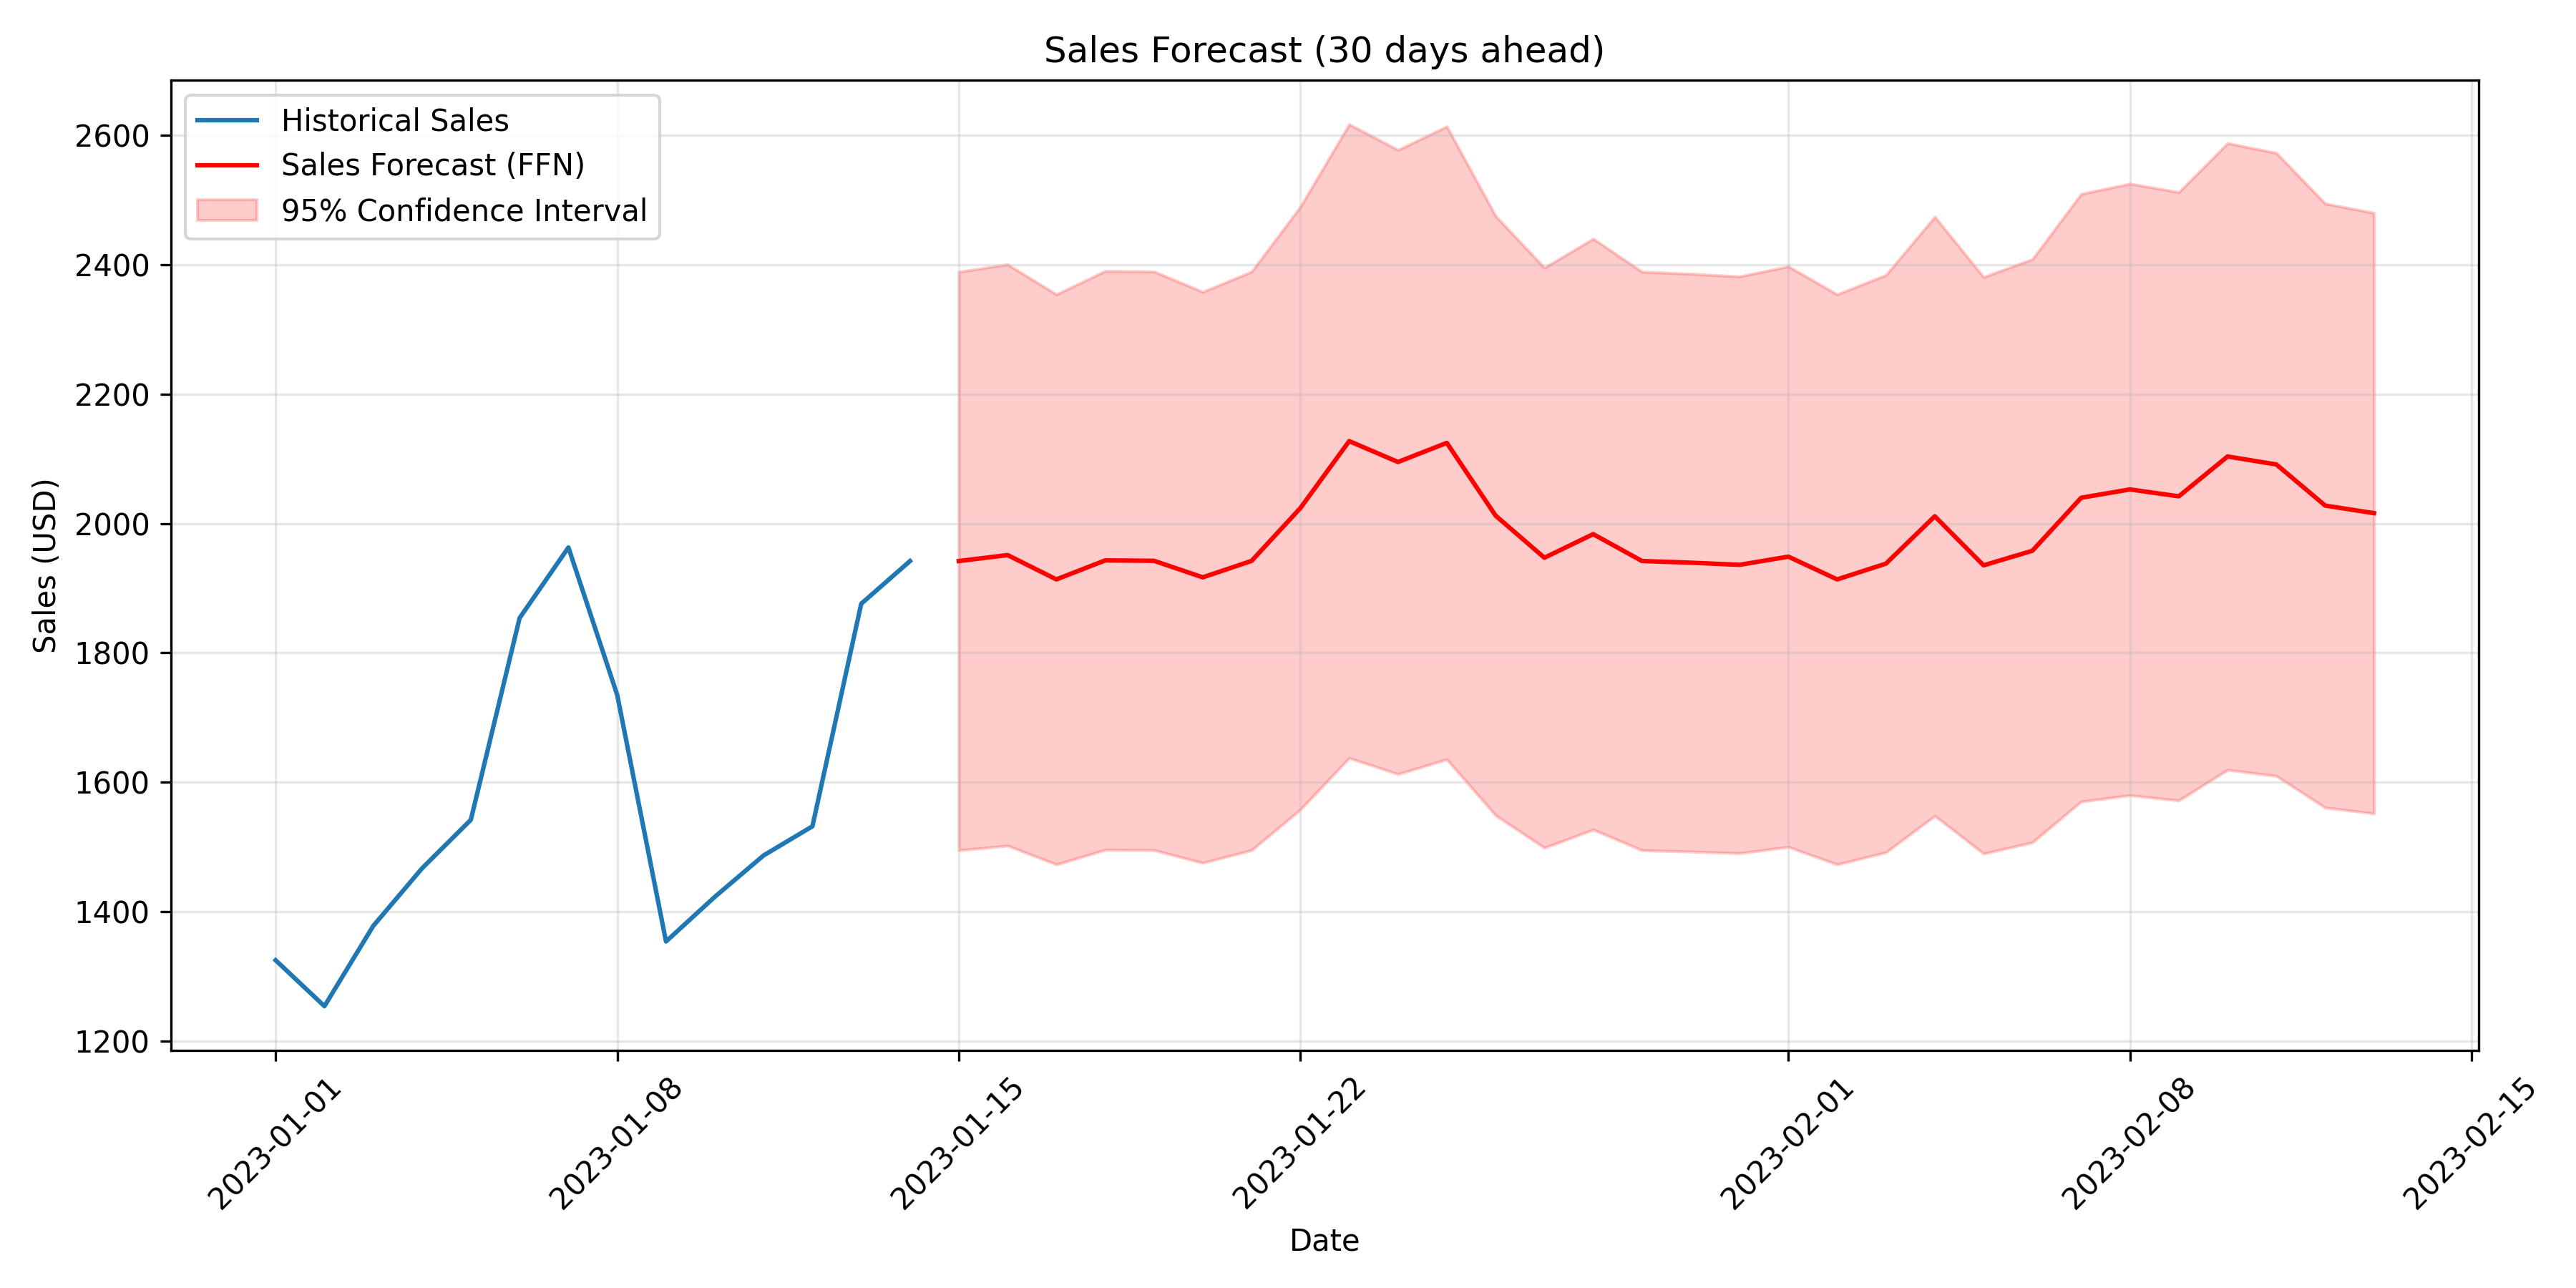 Sales Forecast (30 days ahead)
Historical Sales
Sales Forecast (FFN)
95% Confidence Interval
Sales (USD)
2600
2400
2200
2000
1800
1600
1400
1200
2023-01-01
2023-01-08
2023-01-15
2023-01-22
2023-02-01
2023-02-08
2023-02-15
Date